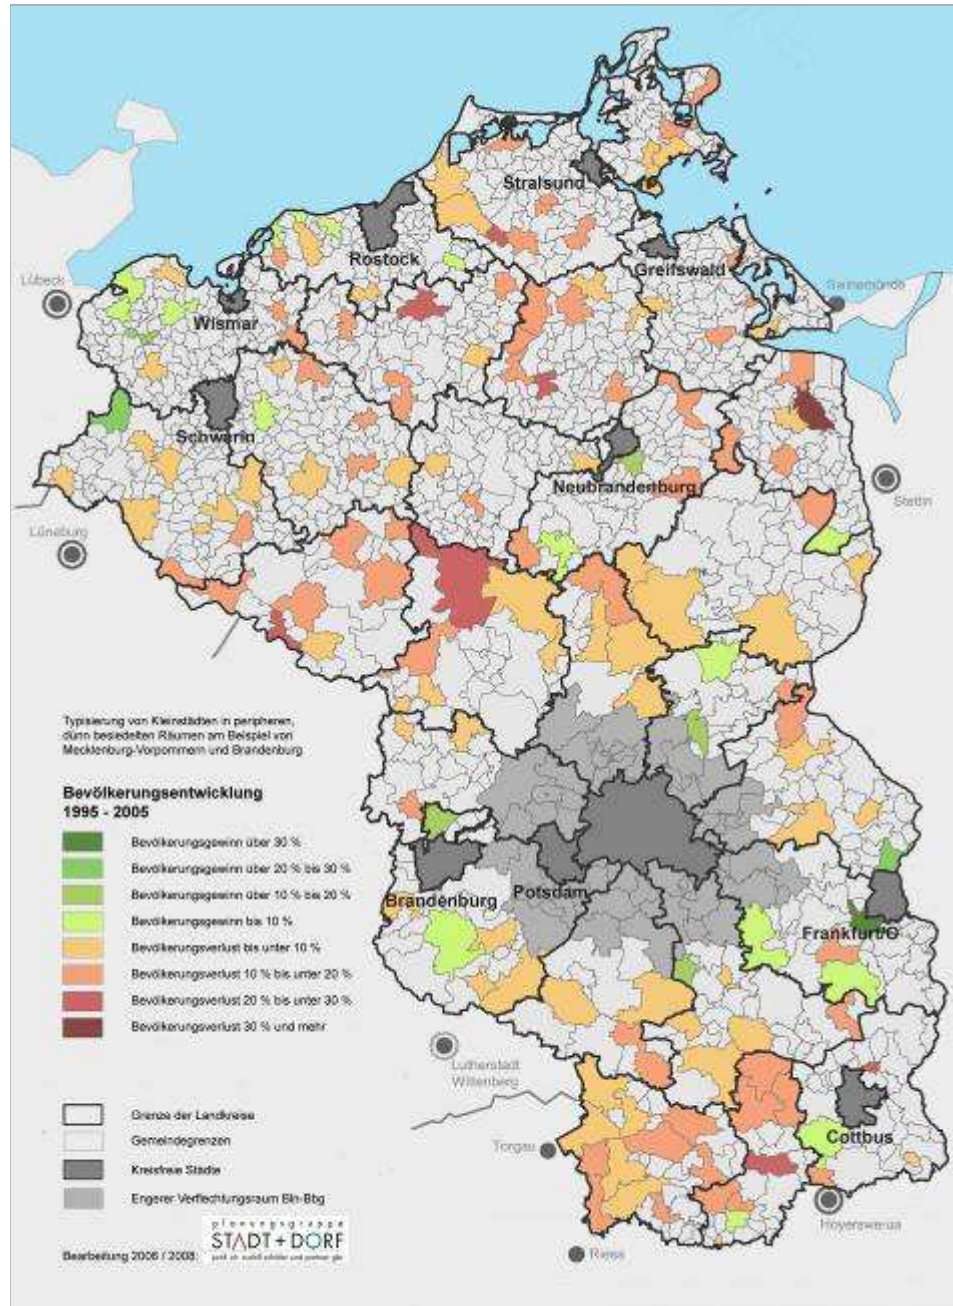 Stralsund
Rostock
Greifswald
Lübeck
Swinemünde
Wismar
Schwerin
Neubrandenburg
Stettin
Lüneburg
Typisierung von Kleinstädten in peripheren,
dünn besiedelten Räumen am Beispiel von
Mecklenburg-Vorpommern und Brandenburg
Bevölkerungsentwicklung
1995 - 2005
Bevölkerungsgewinn über 30 %
Bevölkerungsgewinn über 20 % bis 30 %
Bevölkerungsgewinn über 10 % bis 20 %
Bevölkerungsgewinn bis 10 %
Bevölkerungsverlust bis unter 10 %
Bevölkerungsverlust 10 % bis unter 20 %
Bevölkerungsverlust 20 % bis unter 30 %
Bevölkerungsverlust 30 % und mehr
Brandenburg
Potsdam
Frankfurt/O
Lutherstadt
Wittenberg
Torgau
Cottbus
Hoyerswerda
Riesa
Grenze der Landkreise
Gemeindegrenzen
Kreisfreie Städte
Engerer Verflechtungsraum Bln-Bbg
Bearbeitung 2006 / 2008:
planungsgruppe
STADT + DORF